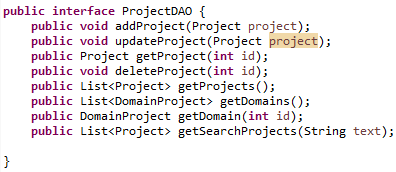 public interface ProjectDAO {
    public void addProject(Project project);
    public void updateProject(Project project);
    public Project getProject(int id);
    public void deleteProject(int id);
    public List<Project> getProjects();
    public List<DomainProject> getDomains();
    public DomainProject getDomain(int id);
    public List<Project> getSearchProjects(String text);
}